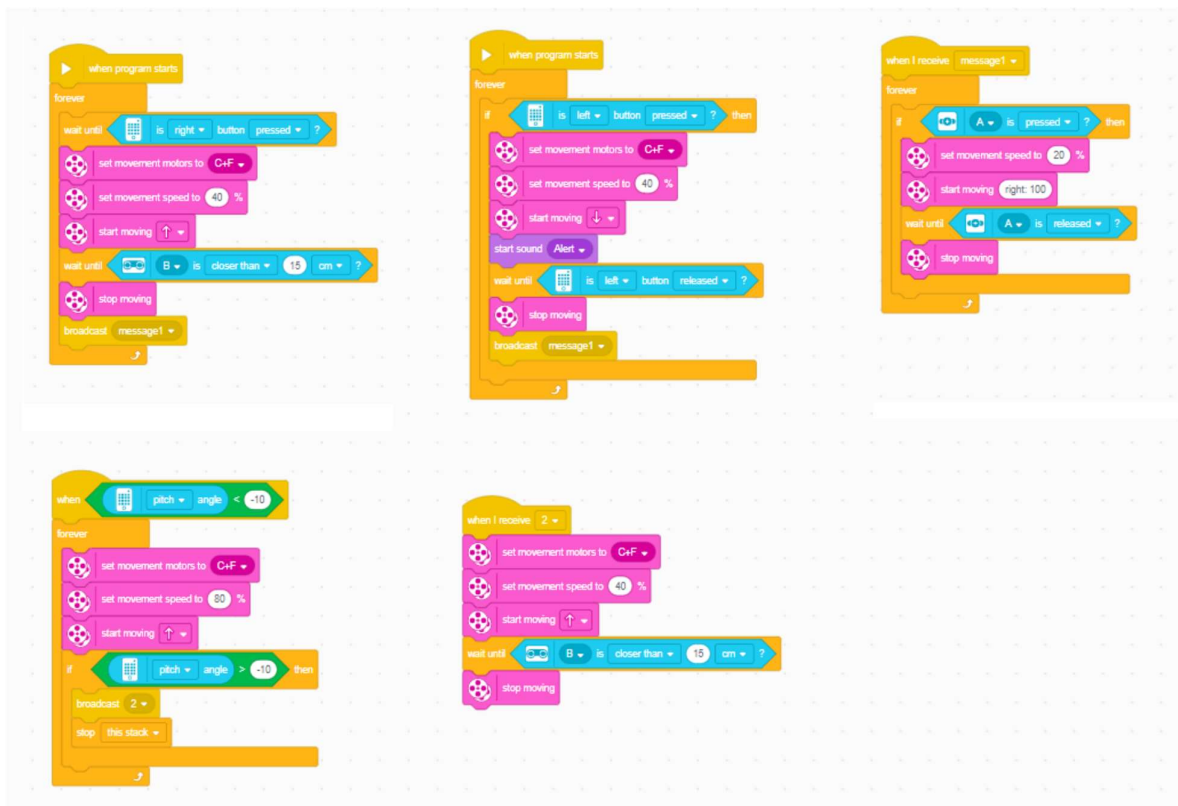 when program starts
forever
wait until is right button pressed ?
set movement motors to C+F
set movement speed to 40 %
start moving ↑
wait until B is closer than 15 cm ?
stop moving
broadcast message1
when program starts
forever
if is left button pressed ? then
set movement motors to C+F
set movement speed to 40 %
start moving ↓
start sound Alert
wait until is left button released ?
stop moving
broadcast message1
when I receive message1
forever
if A is pressed ? then
set movement speed to 20 %
start moving right: 100
wait until A is released ?
stop moving
when pitch angle < -10
forever
set movement motors to C+F
set movement speed to 80 %
start moving ↑
if pitch angle > -10 then
broadcast 2
stop this stack
when I receive 2
set movement motors to C+F
set movement speed to 40 %
start moving ↑
wait until B is closer than 15 cm ?
stop moving